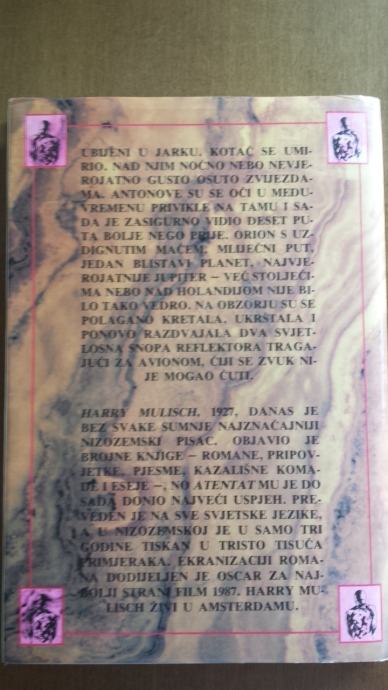 UBIJENI U JARKU. KOTAČ SE UMI-
RIO. NAD NJIM NOĆNO NEBO NEVJE-
ROJATNO GUSTO OSUTO ZVIJEZDA-
MA. ANTONOVE SU SE OČI U MEĐU-
VREMENU PRIVIKLE NA TAMU I SA-
DA JE ZASIGURNO VIDIO DESET PU-
TA BOLJE NEGO PRIJE. ORION S UZ-
DIGNUTIM MAČEM, MLIJEČNI PUT,
JEDAN BLISTAVI PLANET, NAJVJE-
ROJATNIJE JUPITER – VEĆ STOLJEĆI-
MA NEBO NAD HOLANDIJOM NIJE BI-
LO TAKO VEDRO. NA OBZORJU SU SE
POLAGANO KRETALA, UKRŠTALA I
PONOVO RAZDVAJALA DVA SVJET-
LOSNA SNOPA REFLEKTORA TRAGA-
JUĆI ZA AVIONOM, ČIJI SE ZVUK NI-
JE MOGAO ČUTI.
HARRY MULISCH, 1927, DANAS JE
BEZ SVAKE SUMNJE NAJZNAČAJNIJI
NIZOZEMSKI PISAC. OBJAVIO JE
BROJNE KNJIGE – ROMANE, PRIPOV-
JETKE, PJESME, KAZALIŠNE KOMA-
DE I ESEJE –, NO ATENTAT MU JE DO
SADA DONIO NAJVEĆI USPJEH. PRE-
VEDEN JE NA SVE SVJETSKE JEZIKE,
A U NIZOZEMSKOJ JE U SAMO TRI
GODINE TISKAN U TRISTO TISUĆA
PRIMJERAKA. EKRANIZACIJI ROMA-
NA DODIJELJEN JE OSCAR ZA NAJ-
BOLJI STRANI FILM 1987. HARRY MU-
LISCH ŽIVI U AMSTERDAMU.